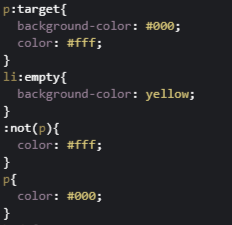 p:target{
  background-color: #000;
  color: #fff;
}
li:empty{
  background-color: yellow;
}
:not(p){
  color: #fff;
}
p{
  color: #000;
}